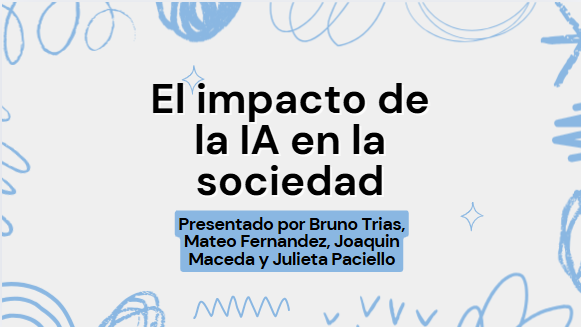 El impacto de
la IA en la
sociedad
Presentado por Bruno Trias,
Mateo Fernandez, Joaquin
Maceda y Julieta Paciello